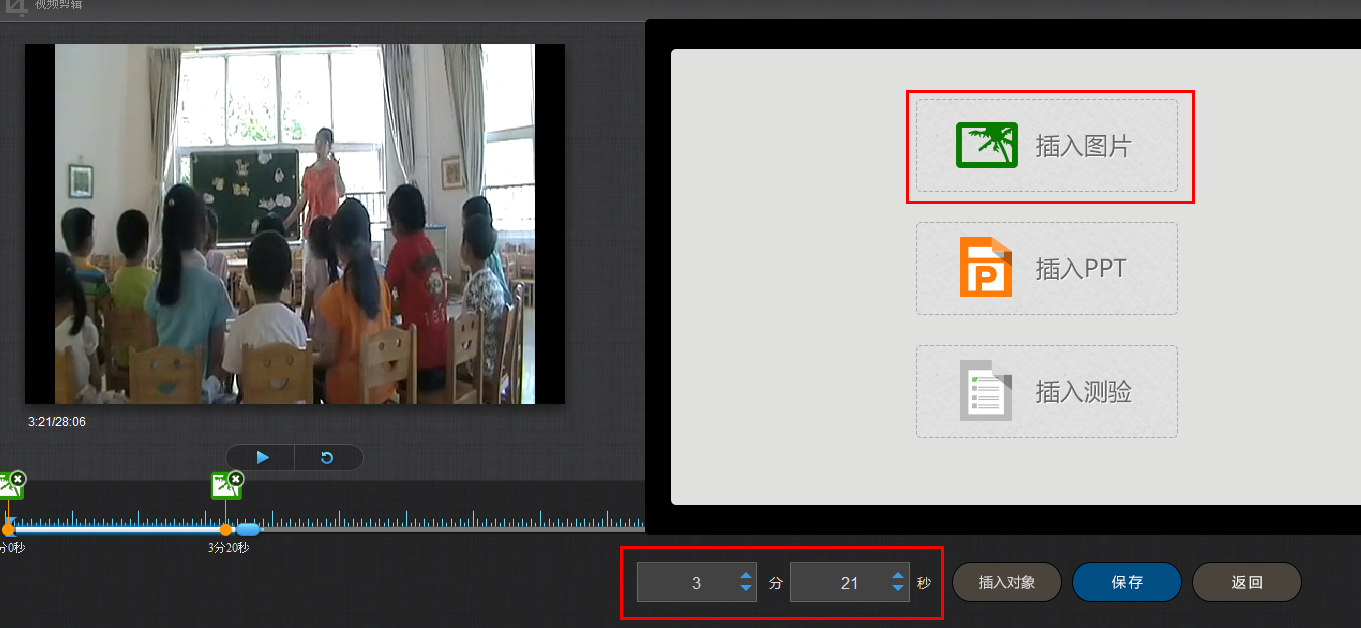 视频剪辑
插入图片
插入PPT
插入测验
3:21/28:06
分0秒
3分20秒
3 分 21 秒 插入对象 保存 返回